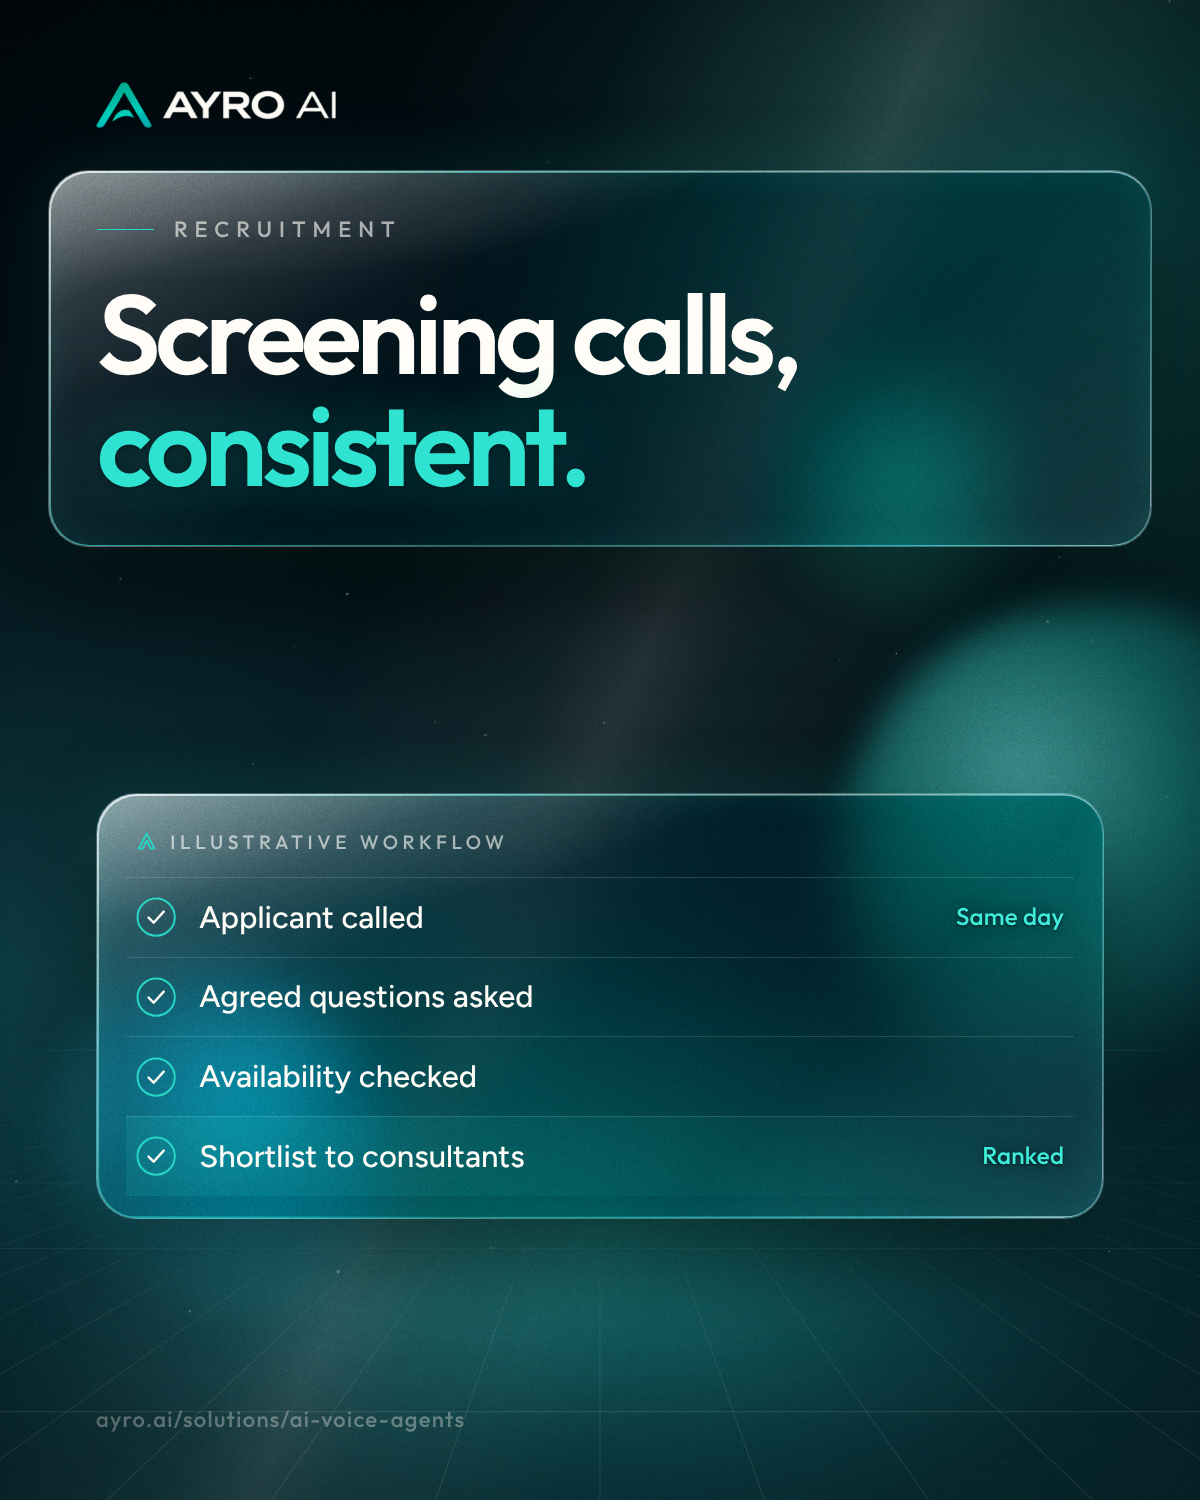 AYRO AI
RECRUITMENT
Screening calls,
consistent.
ILLUSTRATIVE WORKFLOW
Applicant called
Same day
Agreed questions asked
Availability checked
Shortlist to consultants
Ranked
ayro.ai/solutions/ai-voice-agents